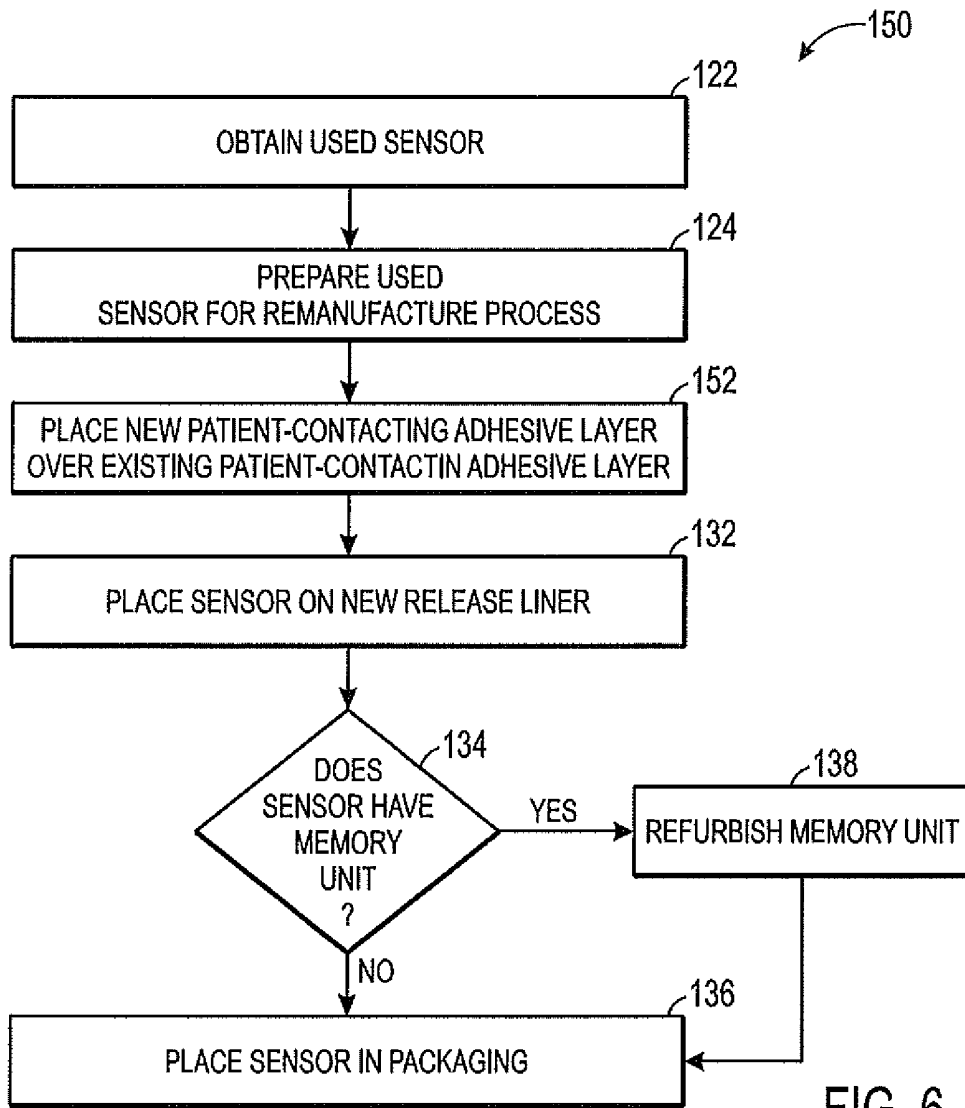 150
122
OBTAIN USED SENSOR
124
PREPARE USED
SENSOR FOR REMANUFACTURE PROCESS
152
PLACE NEW PATIENT-CONTACTING ADHESIVE LAYER
OVER EXISTING PATIENT-CONTACTIN ADHESIVE LAYER
132
PLACE SENSOR ON NEW RELEASE LINER
134
DOES
SENSOR HAVE
MEMORY
UNIT
?
YES
138
REFURBISH MEMORY UNIT
NO
136
PLACE SENSOR IN PACKAGING
FIG. 6